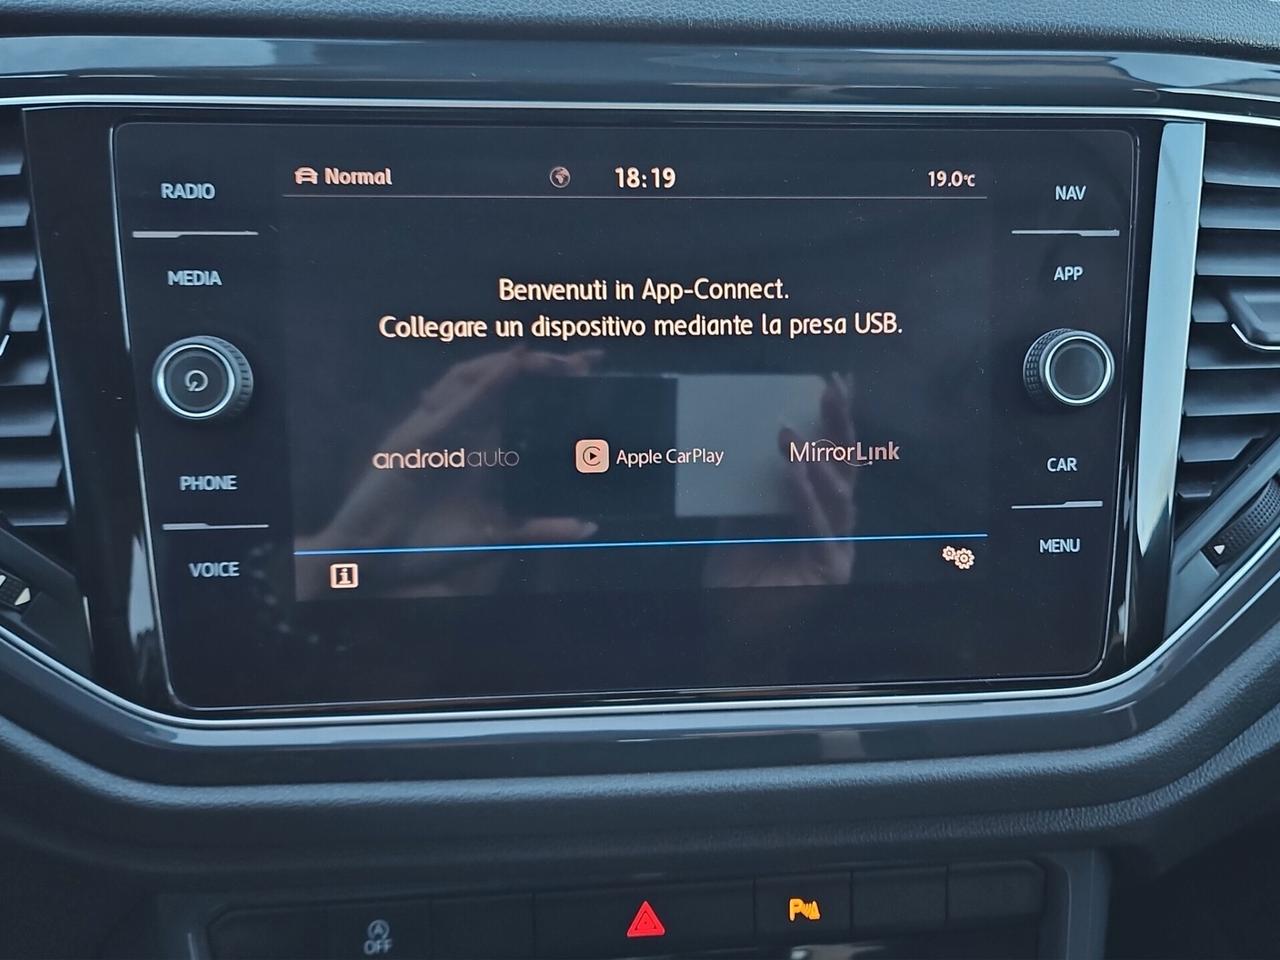 RADIO
MEDIA
PHONE
VOICE
Normal
18:19
19.0°C
Benvenuti in App-Connect.
Collegare un dispositivo mediante la presa USB.
androidauto
Apple CarPlay
MirrorLink
i
NAV
APP
CAR
MENU
A
OFF
P